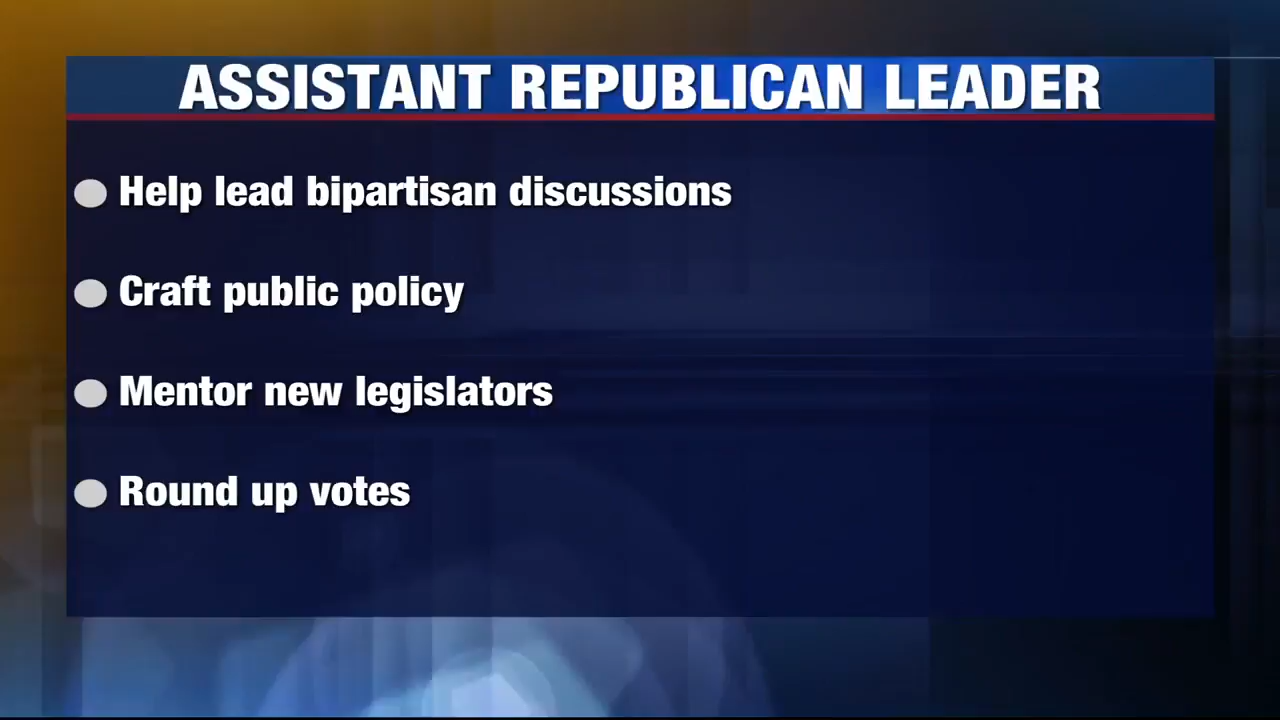 ASSISTANT REPUBLICAN LEADER
Help lead bipartisan discussions
Craft public policy
Mentor new legislators
Round up votes